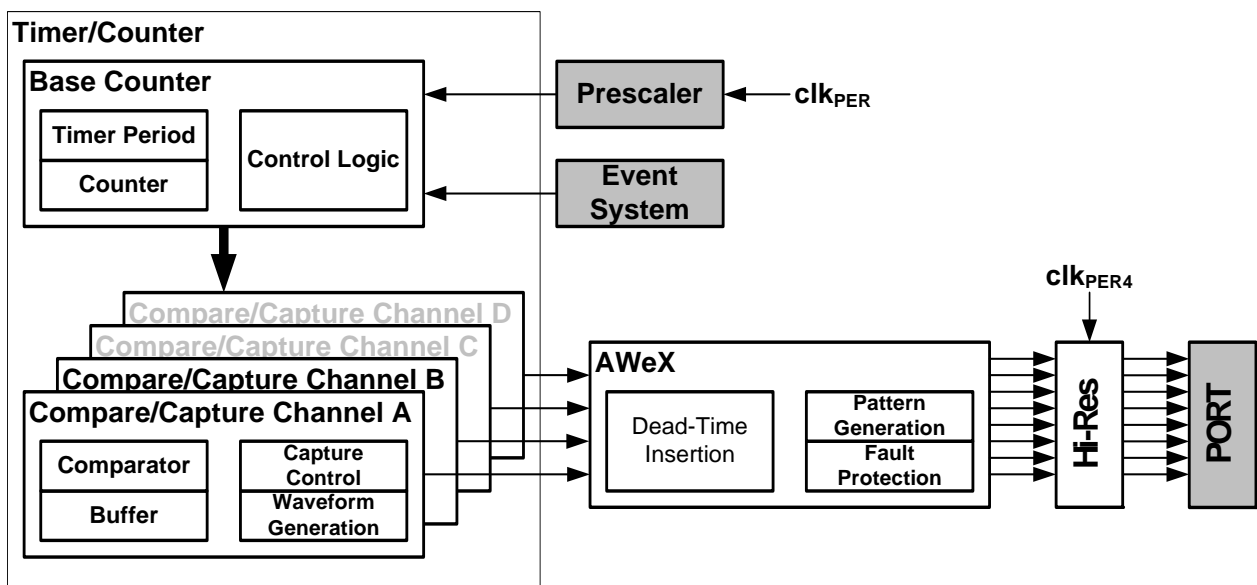 Timer/Counter
Base Counter
Timer Period
Counter
Control Logic
Prescaler
clkPER
Event
System
Compare/Capture Channel D
Compare/Capture Channel C
Compare/Capture Channel B
Compare/Capture Channel A
Comparator
Buffer
Capture
Control
Waveform
Generation
AWeX
Dead-Time
Insertion
Pattern
Generation
Fault
Protection
clkPER4
Hi-Res
PORT